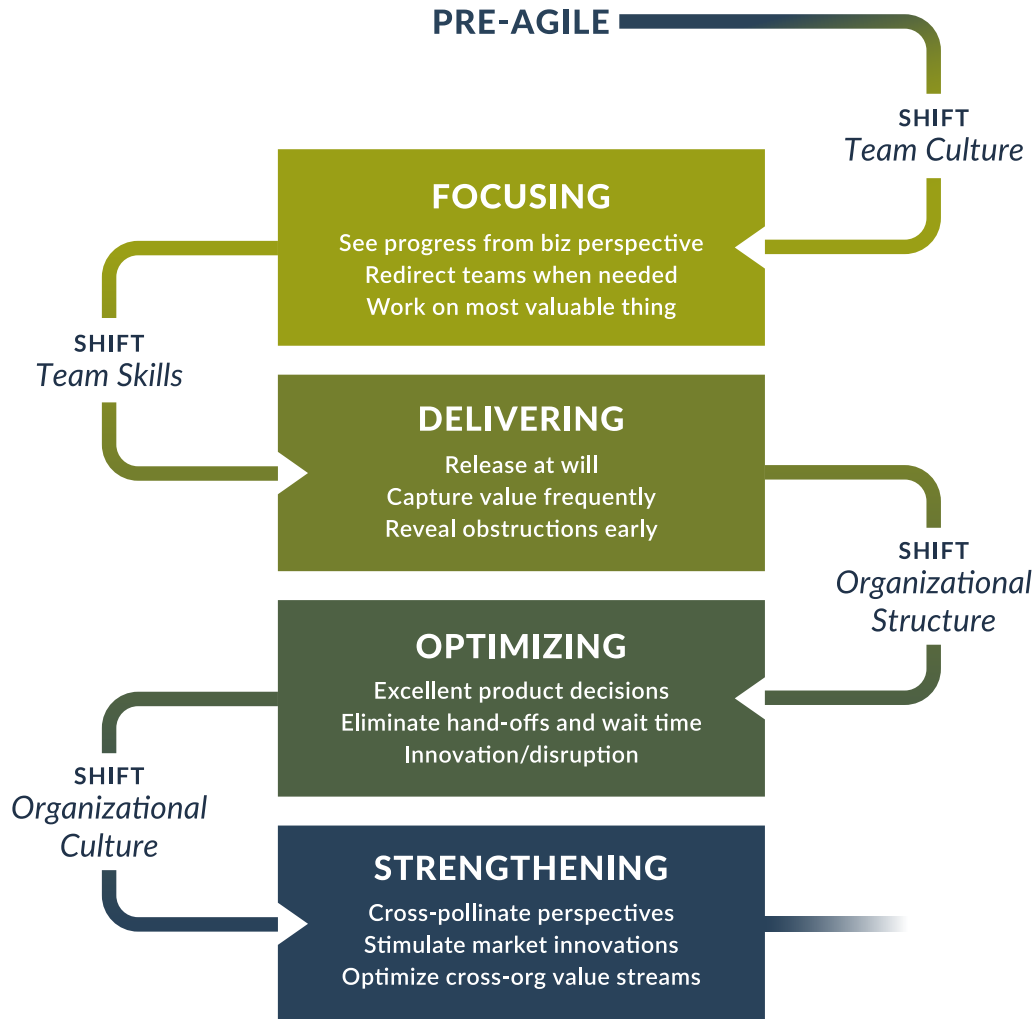 PRE-AGILE
SHIFT
Team Culture
FOCUSING
See progress from biz perspective
Redirect teams when needed
Work on most valuable thing
SHIFT
Team Skills
DELIVERING
Release at will
Capture value frequently
Reveal obstructions early
SHIFT
Organizational
Structure
OPTIMIZING
Excellent product decisions
Eliminate hand-offs and wait time
Innovation/disruption
SHIFT
Organizational
Culture
STRENGTHENING
Cross-pollinate perspectives
Stimulate market innovations
Optimize cross-org value streams